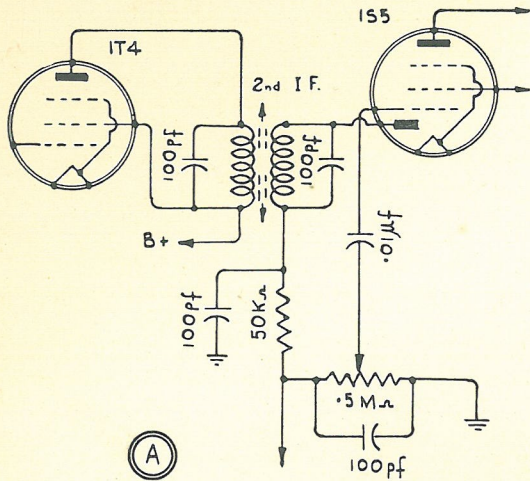 1T4
1S5
2nd I F.
100pf
100pf
B+
.01µf
100pf
50KΩ
.5MΩ
100pf
A